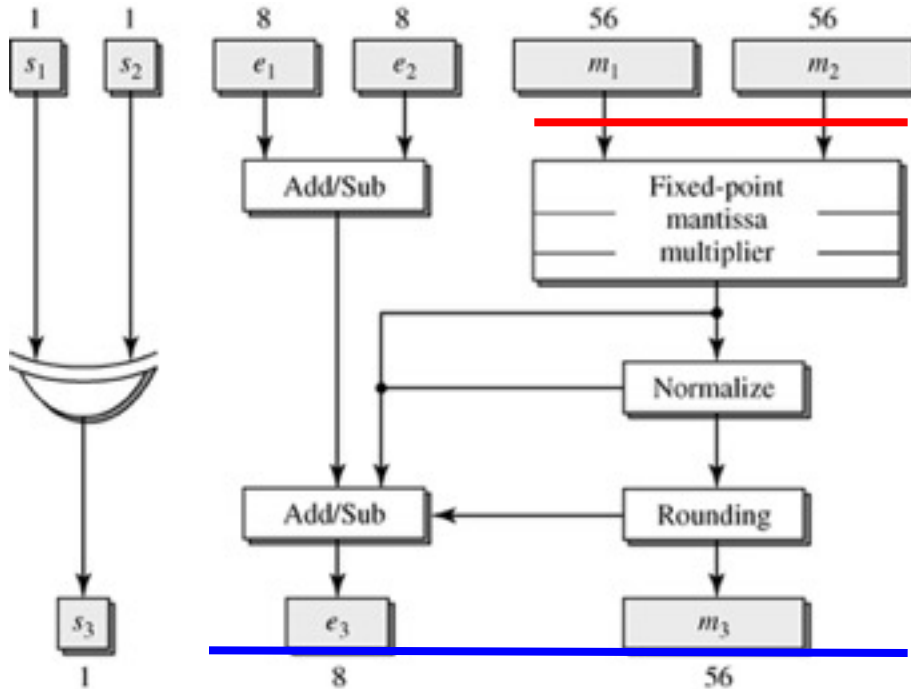 1 1 8 8 56 56
s1 s2 e1 e2 m1 m2
Add/Sub
Fixed-point
mantissa
multiplier
Normalize
Add/Sub
Rounding
s3 e3 m3
1 8 56